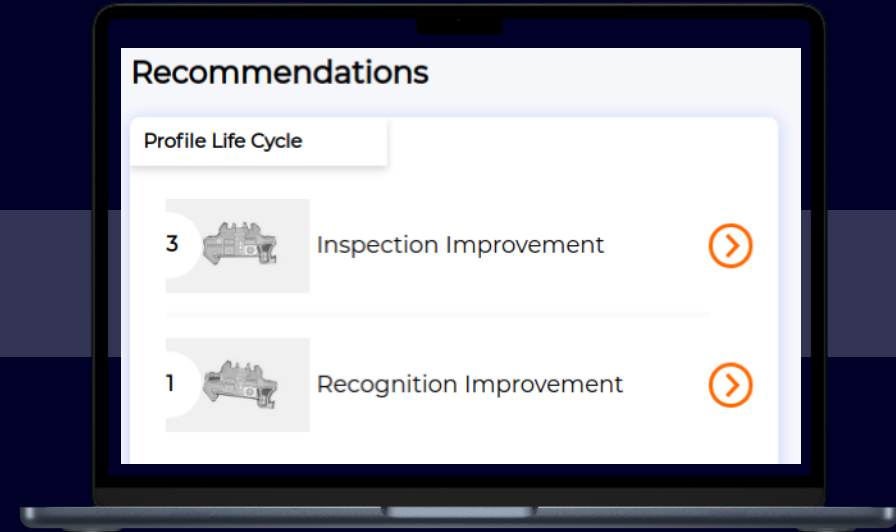 Recommendations
Profile Life Cycle
3
Inspection Improvement
1
Recognition Improvement